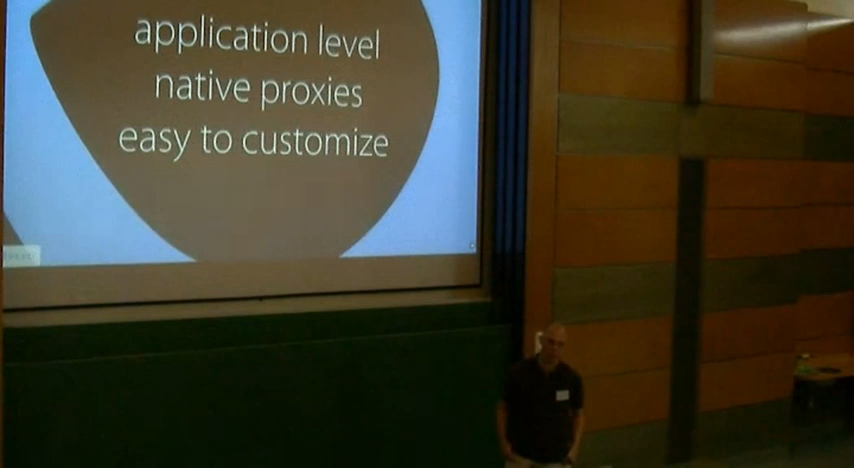 application level
native proxies
easy to customize